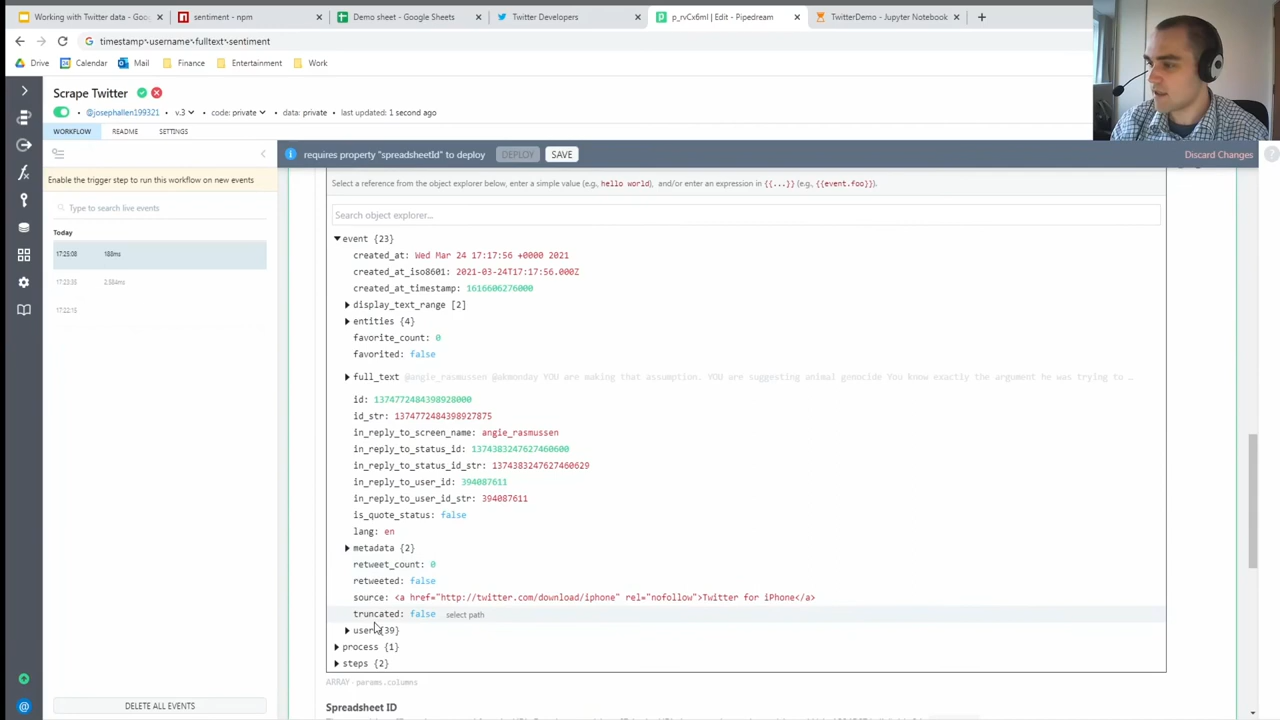 Working with Twitter data - Goo
sentiment - npm
Demo sheet - Google Sheets
Twitter Developers
p_rvCx6ml | Edit - Pipedream
TwitterDemo - Jupyter Notebook
timestamp*-username*-fulltext*-sentiment
Drive
Calendar
Mail
Finance
Entertainment
Work
Scrape Twitter
• @josephallen199321 • v.3 • code: private • data: private • last updated: 1 second ago
WORKFLOW README SETTINGS
requires property "spreadsheetId" to deploy DEPLOY SAVE Discard Changes
Enable the trigger step to run this workflow on new events
Type to search live events
Today
17:25:08 188ms
17:23:35 2,584ms
17:22:15
DELETE ALL EVENTS
Select a reference from the object explorer below, enter a simple value (e.g., hello world), and/or enter an expression in {{...}} (e.g., {{event.foo}}).
Search object explorer...
event {23}
created_at: Wed Mar 24 17:17:56 +0000 2021
created_at_iso8601: 2021-03-24T17:17:56.000Z
created_at_timestamp: 1616606276000
display_text_range [2]
entities {4}
favorite_count: 0
favorited: false
full_text @angie_rasmussen @akmonday YOU are making that assumption. YOU are suggesting animal genocide You know exactly the argument he was trying to …
id: 1374772484398928000
id_str: 1374772484398927875
in_reply_to_screen_name: angie_rasmussen
in_reply_to_status_id: 1374383247627460600
in_reply_to_status_id_str: 1374383247627460629
in_reply_to_user_id: 394087611
in_reply_to_user_id_str: 394087611
is_quote_status: false
lang: en
metadata {2}
retweet_count: 0
retweeted: false
source: <a href="http://twitter.com/download/iphone" rel="nofollow">Twitter for iPhone</a>
truncated: false select path
user {39}
process {1}
steps {2}
ARRAY · params.columns
Spreadsheet ID